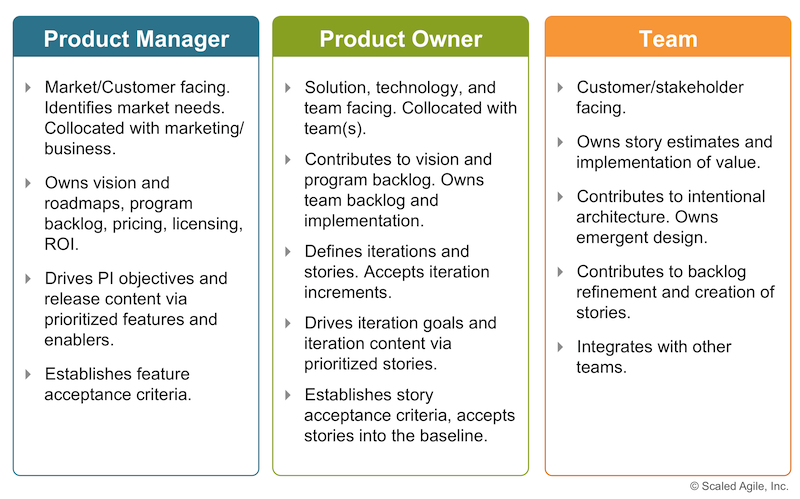 Product Manager
Market/Customer facing.
Identifies market needs.
Collocated with marketing/
business.
Owns vision and
roadmaps, program
backlog, pricing, licensing,
ROI.
Drives PI objectives and
release content via
prioritized features and
enablers.
Establishes feature
acceptance criteria.
Product Owner
Solution, technology, and
team facing. Collocated with
team(s).
Contributes to vision and
program backlog. Owns
team backlog and
implementation.
Defines iterations and
stories. Accepts iteration
increments.
Drives iteration goals and
iteration content via
prioritized stories.
Establishes story
acceptance criteria, accepts
stories into the baseline.
Team
Customer/stakeholder
facing.
Owns story estimates and
implementation of value.
Contributes to intentional
architecture. Owns
emergent design.
Contributes to backlog
refinement and creation of
stories.
Integrates with other
teams.
© Scaled Agile, Inc.